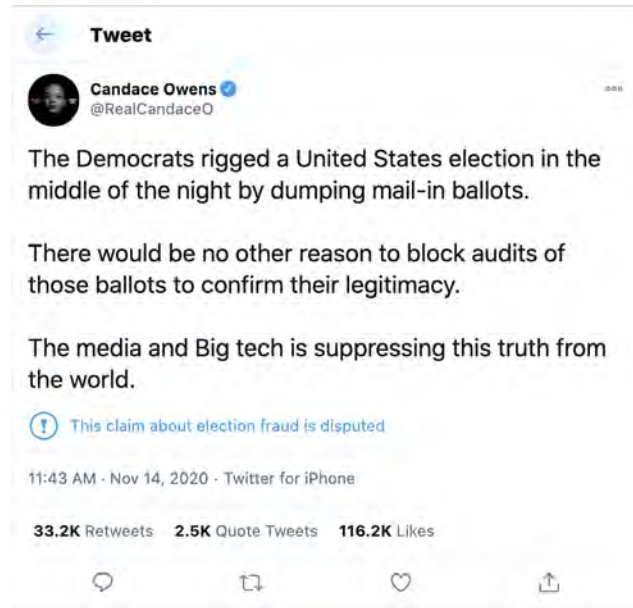 Tweet
Candace Owens
@RealCandaceO
The Democrats rigged a United States election in the
middle of the night by dumping mail-in ballots.
There would be no other reason to block audits of
those ballots to confirm their legitimacy.
The media and Big tech is suppressing this truth from
the world.
This claim about election fraud is disputed
11:43 AM · Nov 14, 2020 · Twitter for iPhone
33.2K Retweets 2.5K Quote Tweets 116.2K Likes